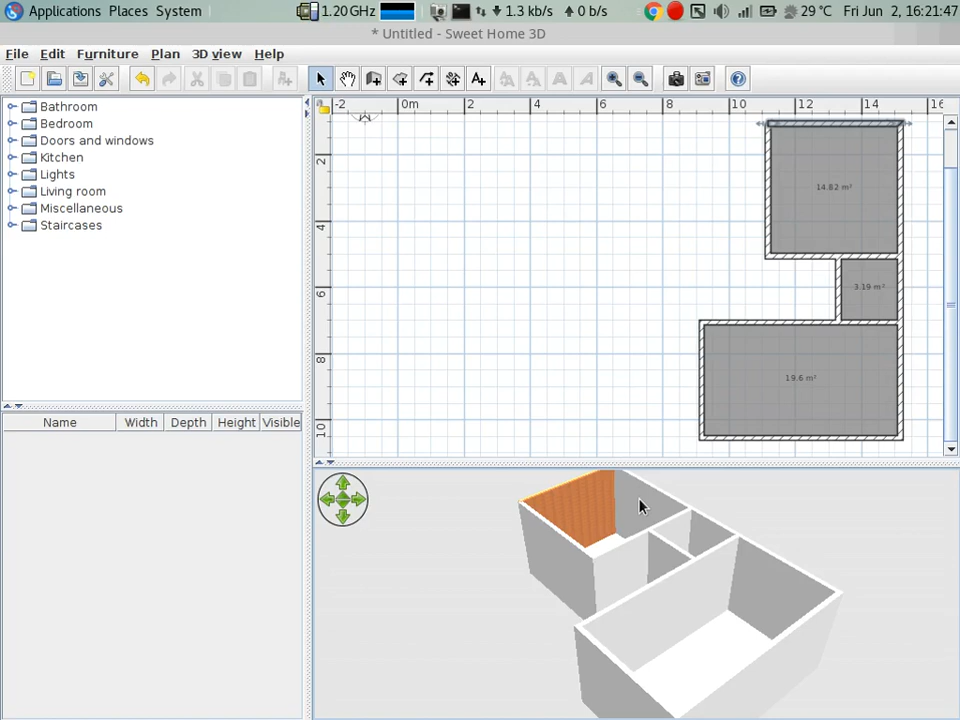 Applications Places System 1.20 GHz 1.3 kb/s 0 b/s 29 °C Fri Jun 2, 16:21:47
* Untitled - Sweet Home 3D
File Edit Furniture Plan 3D view Help
Bathroom
Bedroom
Doors and windows
Kitchen
Lights
Living room
Miscellaneous
Staircases
Name Width Depth Height Visible
-2 0m 2 4 6 8 10 12 14 16
2
4
6
8
10
14.82 m²
3.19 m²
19.6 m²